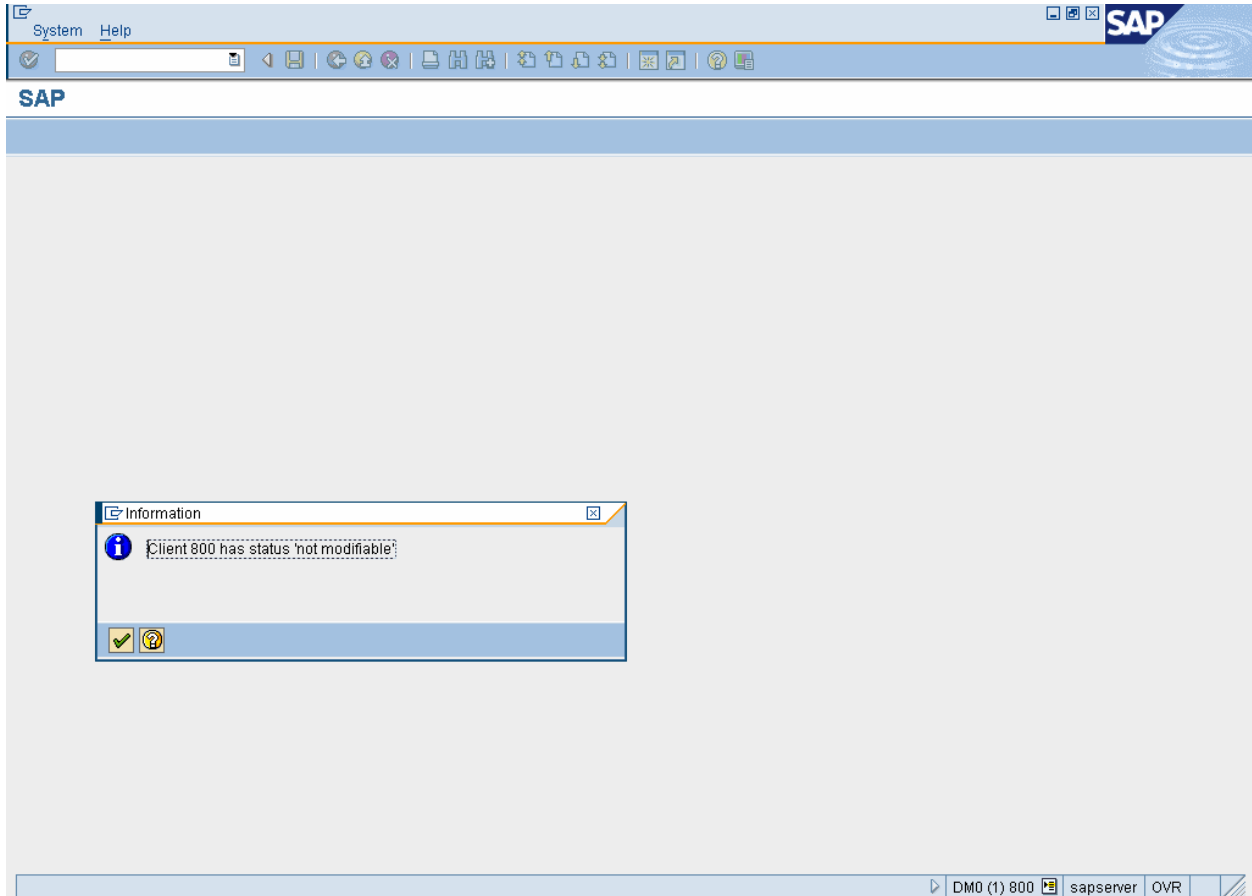 System Help
SAP
SAP
Information
Client 800 has status 'not modifiable'
DM0 (1) 800 sapserver OVR